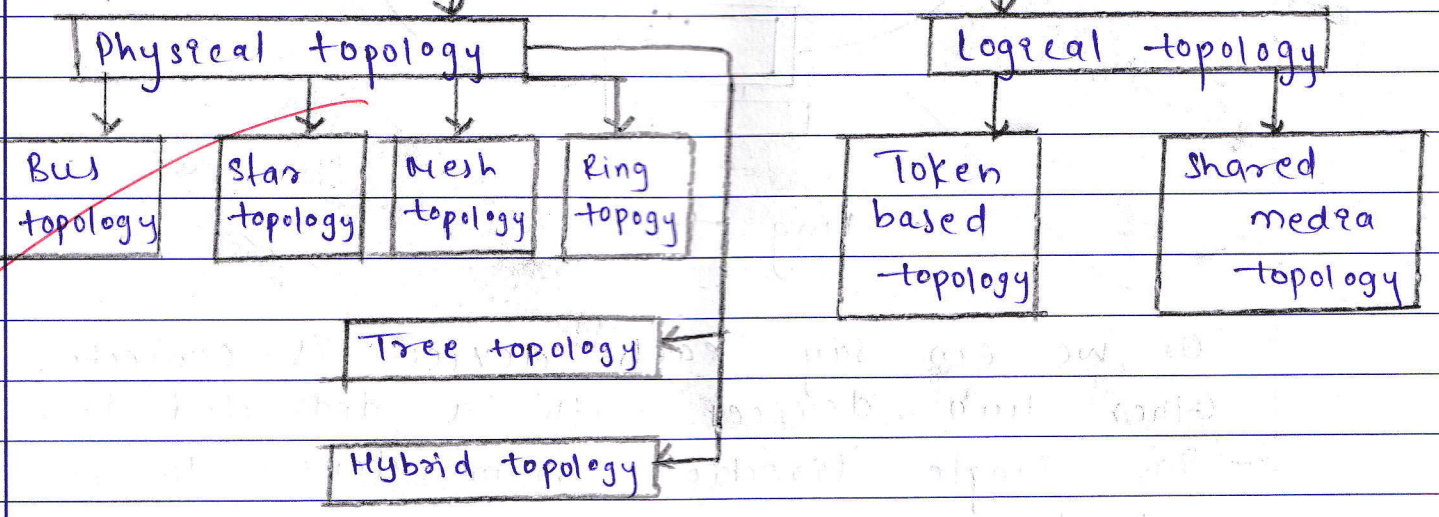 Physical topology
Logical topology
Bus
topology
Star
topology
Mesh
topology
Ring
topogy
Token
based
topology
Shared
media
topology
Tree topology
Hybrid topology